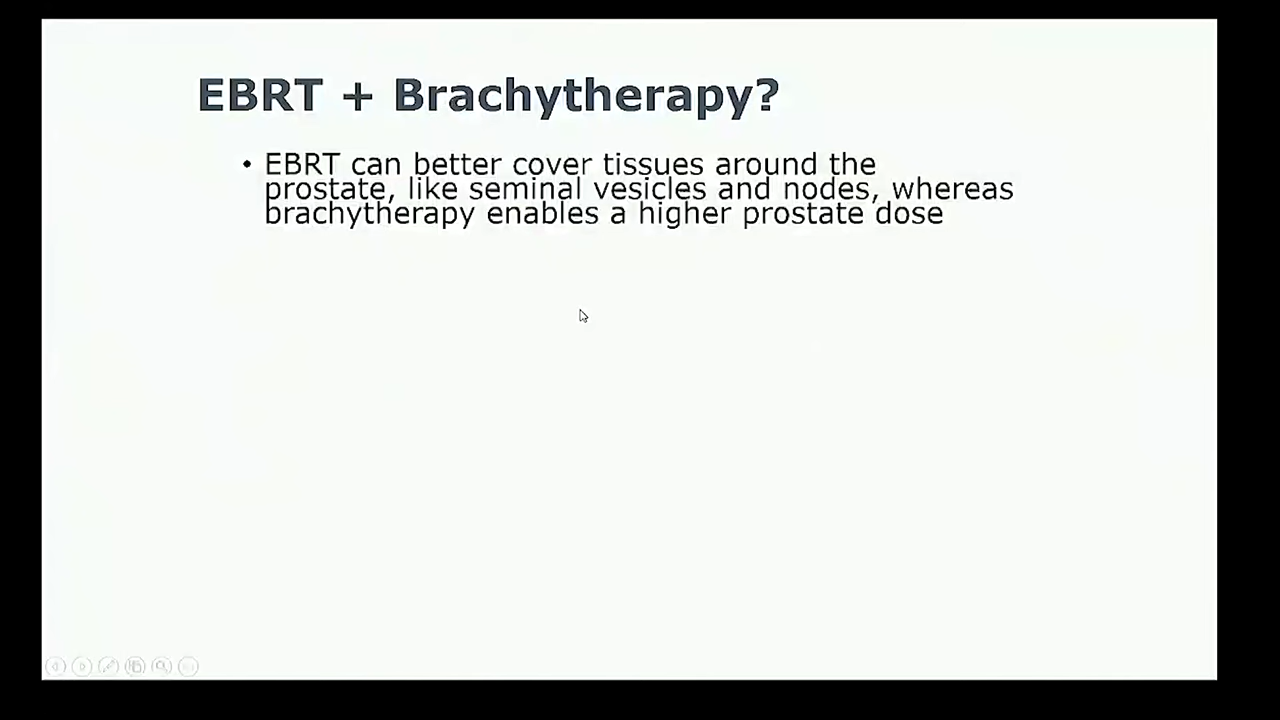 EBRT + Brachytherapy?
• EBRT can better cover tissues around the
prostate, like seminal vesicles and nodes, whereas
brachytherapy enables a higher prostate dose